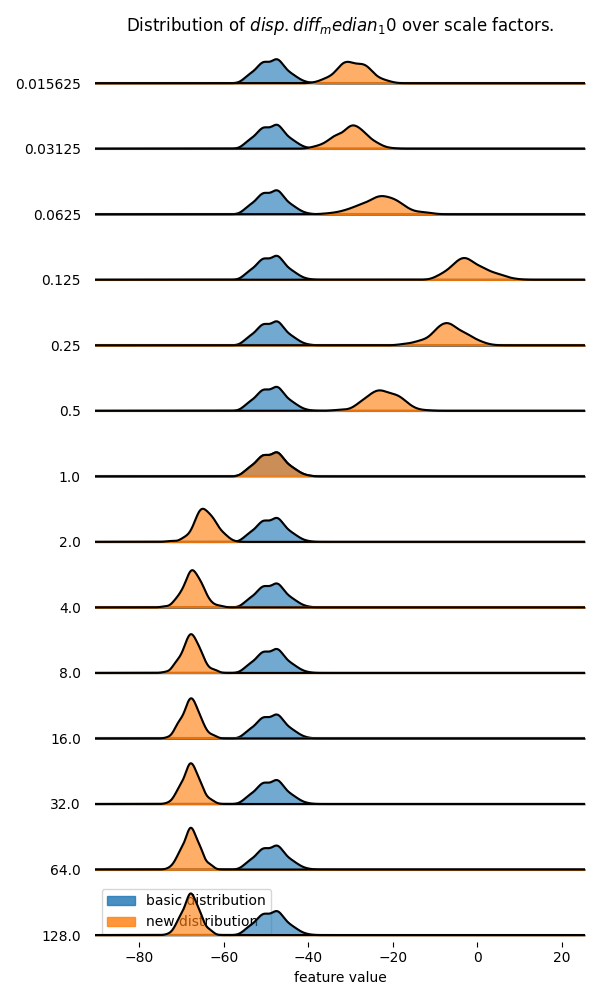 Distribution of disp.diff_median_10 over scale factors.
0.015625
0.03125
0.0625
0.125
0.25
0.5
1.0
2.0
4.0
8.0
16.0
32.0
64.0
basic distribution
new distribution
128.0
−80 −60 −40 −20 0 20
feature value